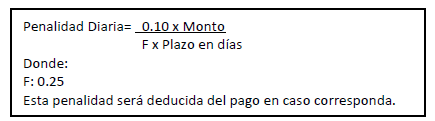 Penalidad Diaria= 0.10 x Monto
F x Plazo en días
Donde:
F: 0.25
Esta penalidad será deducida del pago en caso corresponda.